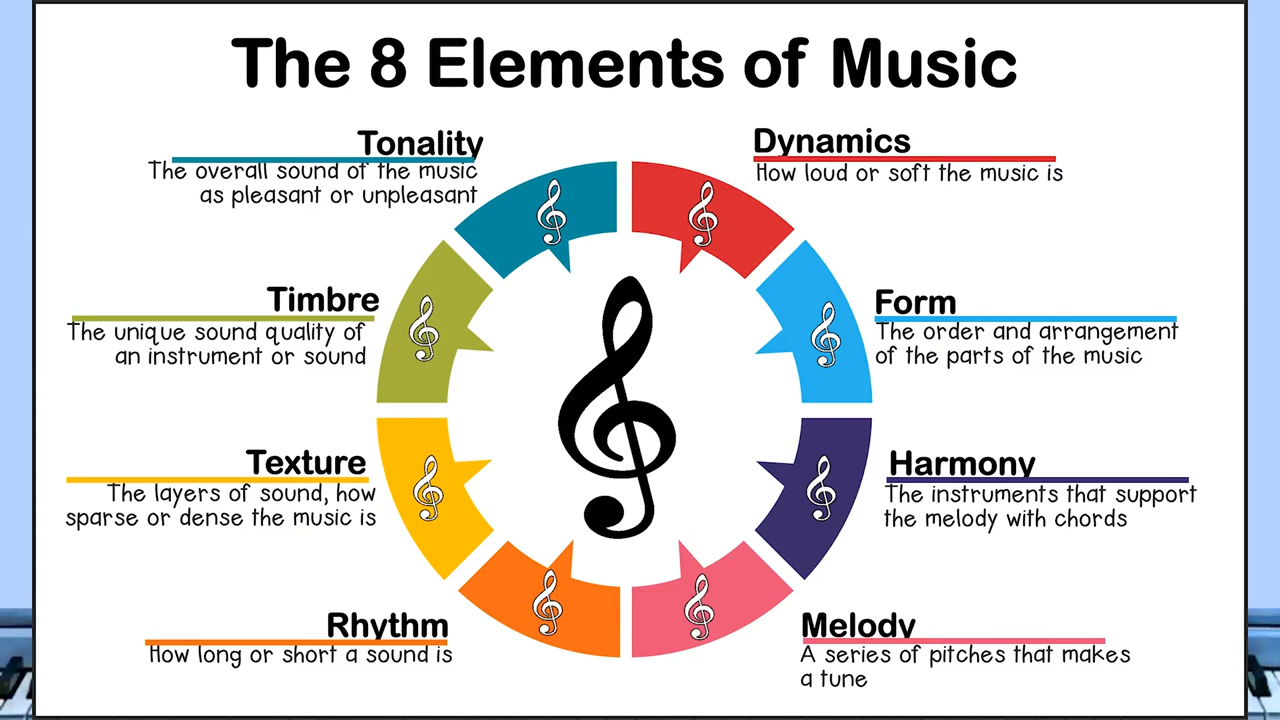 The 8 Elements of Music
Tonality
The overall sound of the music
as pleasant or unpleasant
Dynamics
How loud or soft the music is
Timbre
The unique sound quality of
an instrument or sound
Form
The order and arrangement
of the parts of the music
Texture
The layers of sound, how
sparse or dense the music is
Harmony
The instruments that support
the melody with chords
Rhythm
How long or short a sound is
Melody
A series of pitches that makes
a tune